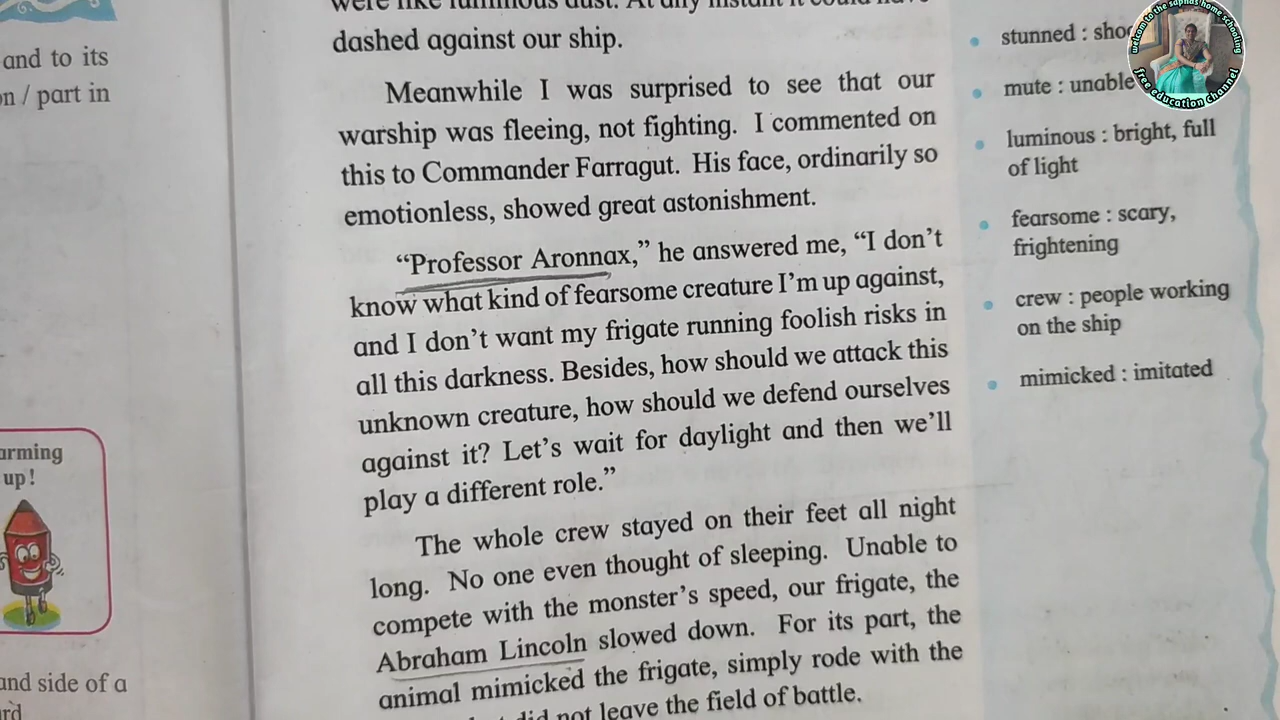 and to its
/ part in
arming
up!
and side of a
dashed against our ship.
Meanwhile I was surprised to see that our
warship was fleeing, not fighting. I commented on
this to Commander Farragut. His face, ordinarily so
emotionless, showed great astonishment.
“Professor Aronnax,” he answered me, “I don’t
know what kind of fearsome creature I’m up against,
and I don’t want my frigate running foolish risks in
all this darkness. Besides, how should we attack this
unknown creature, how should we defend ourselves
against it? Let’s wait for daylight and then we’ll
play a different role.”
The whole crew stayed on their feet all night
long. No one even thought of sleeping. Unable to
compete with the monster’s speed, our frigate, the
Abraham Lincoln slowed down. For its part, the
animal mimicked the frigate, simply rode with the
did not leave the field of battle.
stunned :
mute : unable
luminous : bright, full
of light
fearsome : scary,
frightening
crew : people working
on the ship
mimicked : imitated
welcom to the sapnas home schooling
free education channel